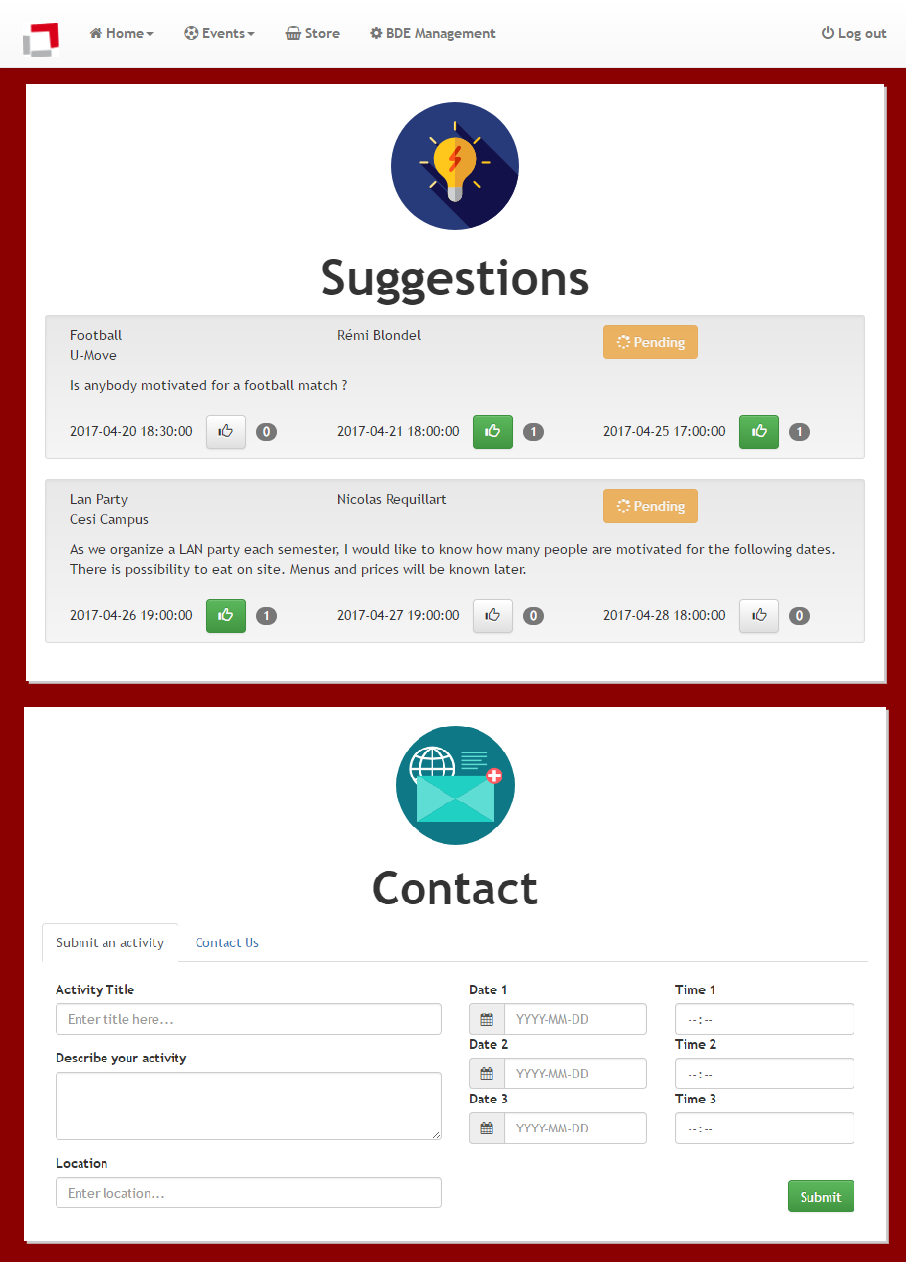 Home Events Store BDE Management Log out
Suggestions
Football Rémi Blondel Pending
U-Move
Is anybody motivated for a football match ?
2017-04-20 18:30:00 0 2017-04-21 18:00:00 1 2017-04-25 17:00:00 1
Lan Party Nicolas Requillart Pending
Cesi Campus
As we organize a LAN party each semester, I would like to know how many people are motivated for the following dates.
There is possibility to eat on site. Menus and prices will be known later.
2017-04-26 19:00:00 1 2017-04-27 19:00:00 0 2017-04-28 18:00:00 0
Contact
Submit an activity Contact Us
Activity Title Date 1 Time 1
Enter title here... YYYY-MM-DD --:--
Date 2 Time 2
Describe your activity
YYYY-MM-DD --:--
Date 3 Time 3
YYYY-MM-DD --:--
Location
Enter location... Submit